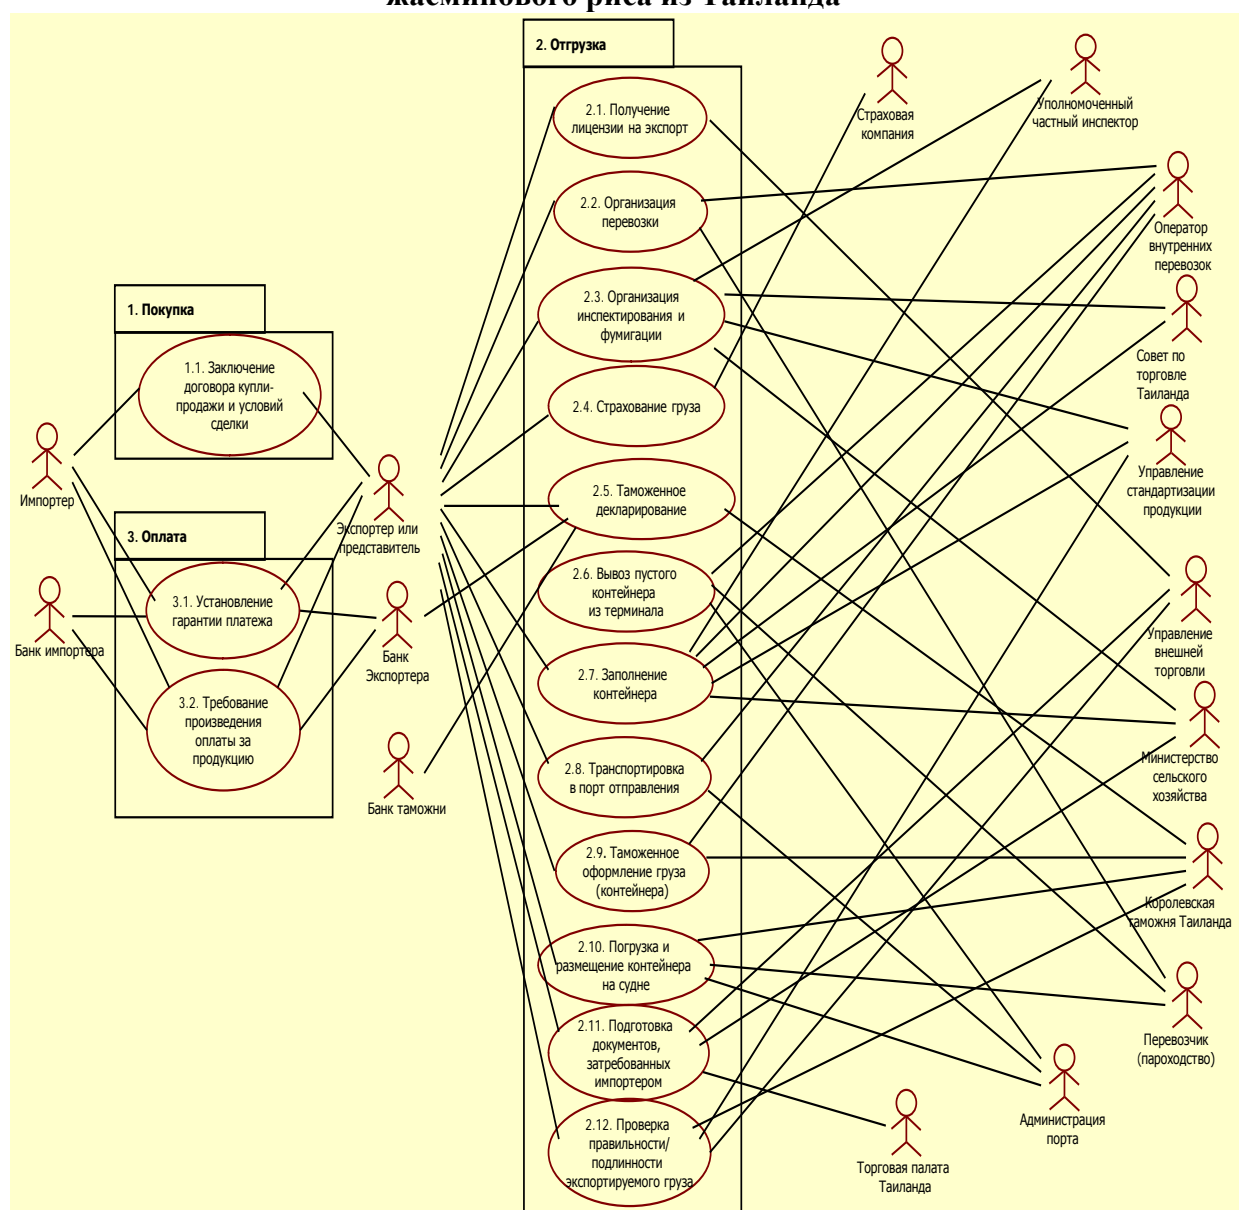 жасминового риса из Таиланда
2. Отгрузка
2.1. Получение
лицензии на экспорт
Страховая
компания
Уполномоченный
частный инспектор
2.2. Организация
перевозки
Оператор
внутренних
перевозок
1. Покупка
2.3. Организация
инспектирования и
фумигации
1.1. Заключение
договора купли-
продажи и условий
сделки
2.4. Страхование груза
Совет по
торговле
Таиланда
Импортер
Экспортер или
представитель
2.5. Таможенное
декларирование
Управление
стандартизации
продукции
3. Оплата
3.1. Установление
гарантии платежа
2.6. Вывоз пустого
контейнера
из терминала
Банк импортера
Банк
Экспортера
Управление
внешней
торговли
3.2. Требование
произведения
оплаты за
продукцию
2.7. Заполнение
контейнера
Банк таможни
2.8. Транспортировка
в порт отправления
Министерство
сельского
хозяйства
2.9. Таможенное
оформление груза
(контейнера)
Королевская
таможня Таиланда
2.10. Погрузка и
размещение контейнера
на судне
2.11. Подготовка
документов,
затребованных
импортером
Перевозчик
(пароходство)
2.12. Проверка
правильности/
подлинности
экспортируемого груза
Администрация
порта
Торговая палата
Таиланда